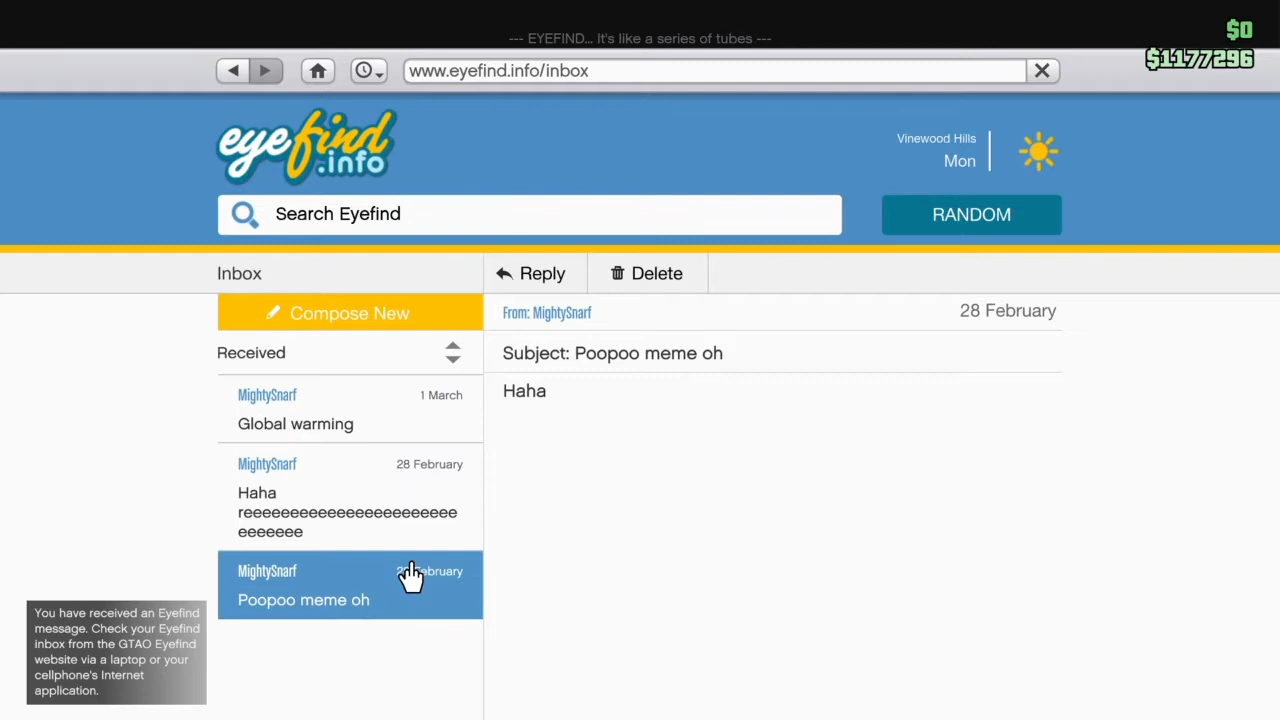 --- EYEFIND... It's like a series of tubes ---
$0
$1177296
www.eyefind.info/inbox
eyefind
.info
Vinewood Hills
Mon
Search Eyefind
RANDOM
Inbox
Reply
Delete
Compose New
Received
MightySnarf
1 March
Global warming
MightySnarf
28 February
Haha
reeeeeeeeeeeeeeeeeeeeeee
eeeeeee
MightySnarf
Poopoo meme oh
From: MightySnarf
28 February
Subject: Poopoo meme oh
Haha
You have received an Eyefind
message. Check your Eyefind
inbox from the GTAO Eyefind
website via a laptop or your
cellphone's Internet
application.